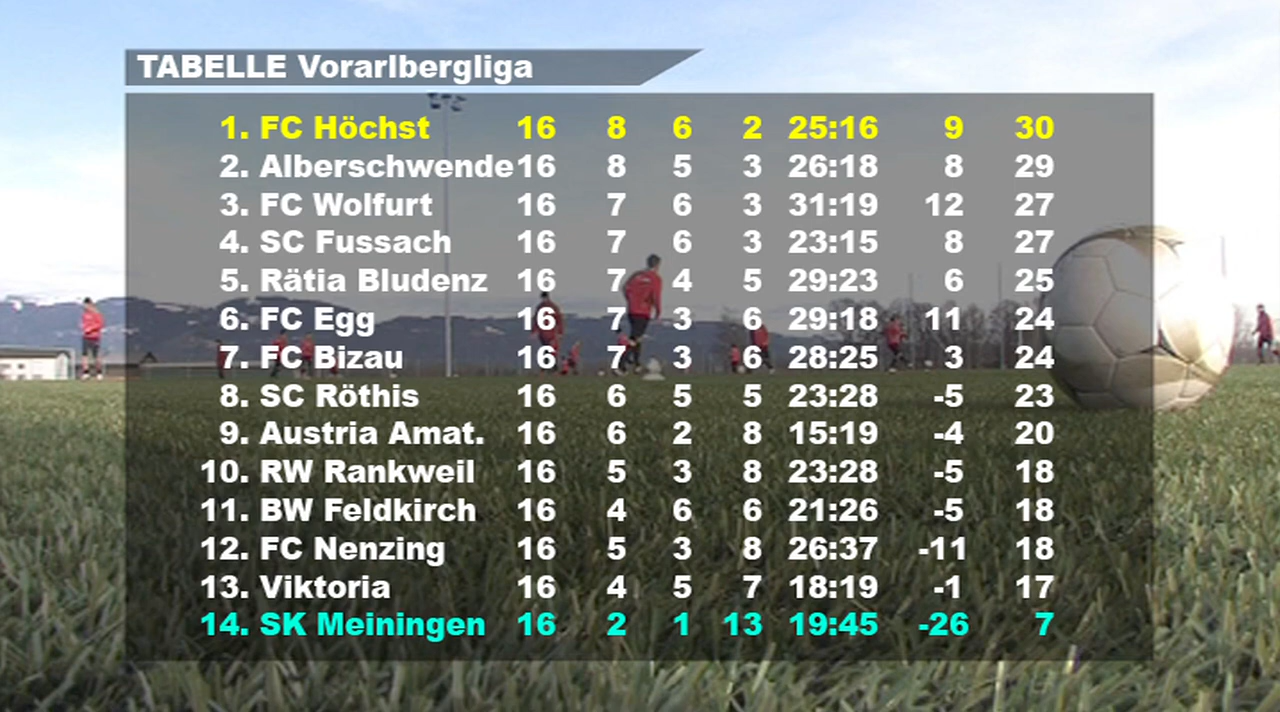 TABELLE Vorarlbergliga
1. FC Höchst 16 8 6 2 25:16 9 30
2. Alberschwende 16 8 5 3 26:18 8 29
3. FC Wolfurt 16 7 6 3 31:19 12 27
4. SC Fussach 16 7 6 3 23:15 8 27
5. Rätia Bludenz 16 7 4 5 29:23 6 25
6. FC Egg 16 7 3 6 29:18 11 24
7. FC Bizau 16 7 3 6 28:25 3 24
8. SC Röthis 16 6 5 5 23:28 -5 23
9. Austria Amat. 16 6 2 8 15:19 -4 20
10. RW Rankweil 16 5 3 8 23:28 -5 18
11. BW Feldkirch 16 4 6 6 21:26 -5 18
12. FC Nenzing 16 5 3 8 26:37 -11 18
13. Viktoria 16 4 5 7 18:19 -1 17
14. SK Meiningen 16 2 1 13 19:45 -26 7